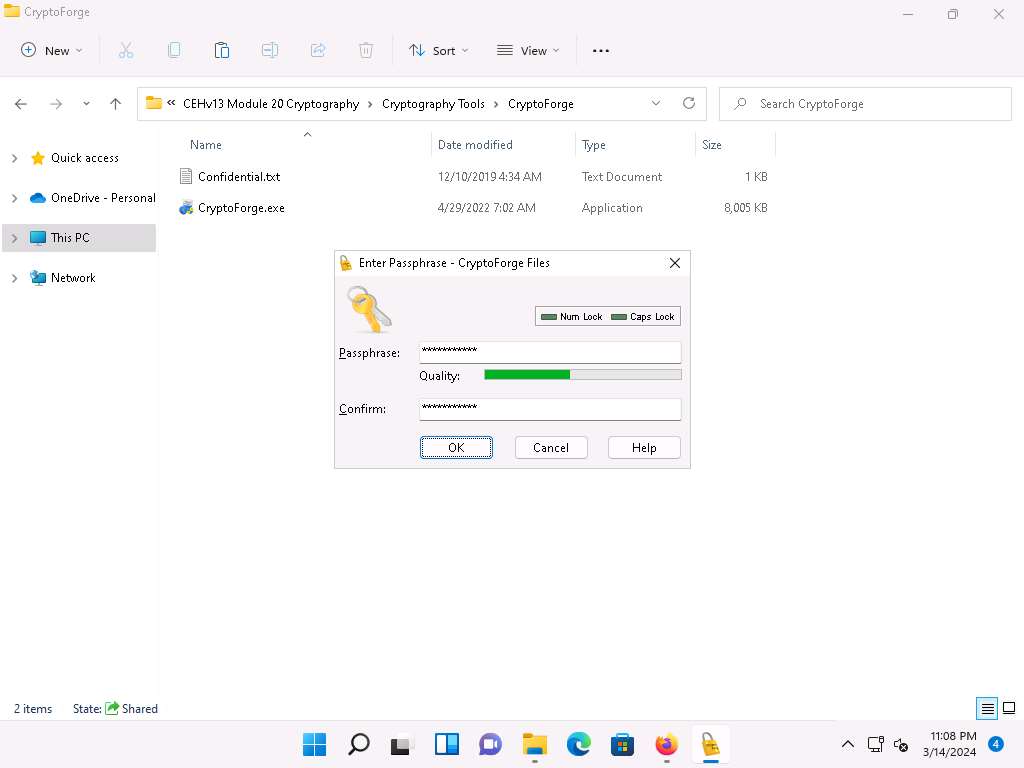 CryptoForge
New
Sort
View
« CEHv13 Module 20 Cryptography > Cryptography Tools > CryptoForge
Search CryptoForge
Name Date modified Type Size
Confidential.txt 12/10/2019 4:34 AM Text Document 1 KB
CryptoForge.exe 4/29/2022 7:02 AM Application 8,005 KB
Quick access
OneDrive - Personal
This PC
Network
Enter Passphrase - CryptoForge Files
Num Lock Caps Lock
Passphrase: ***********
Quality:
Confirm: ***********
OK Cancel Help
2 items State: Shared
11:08 PM
3/14/2024
4